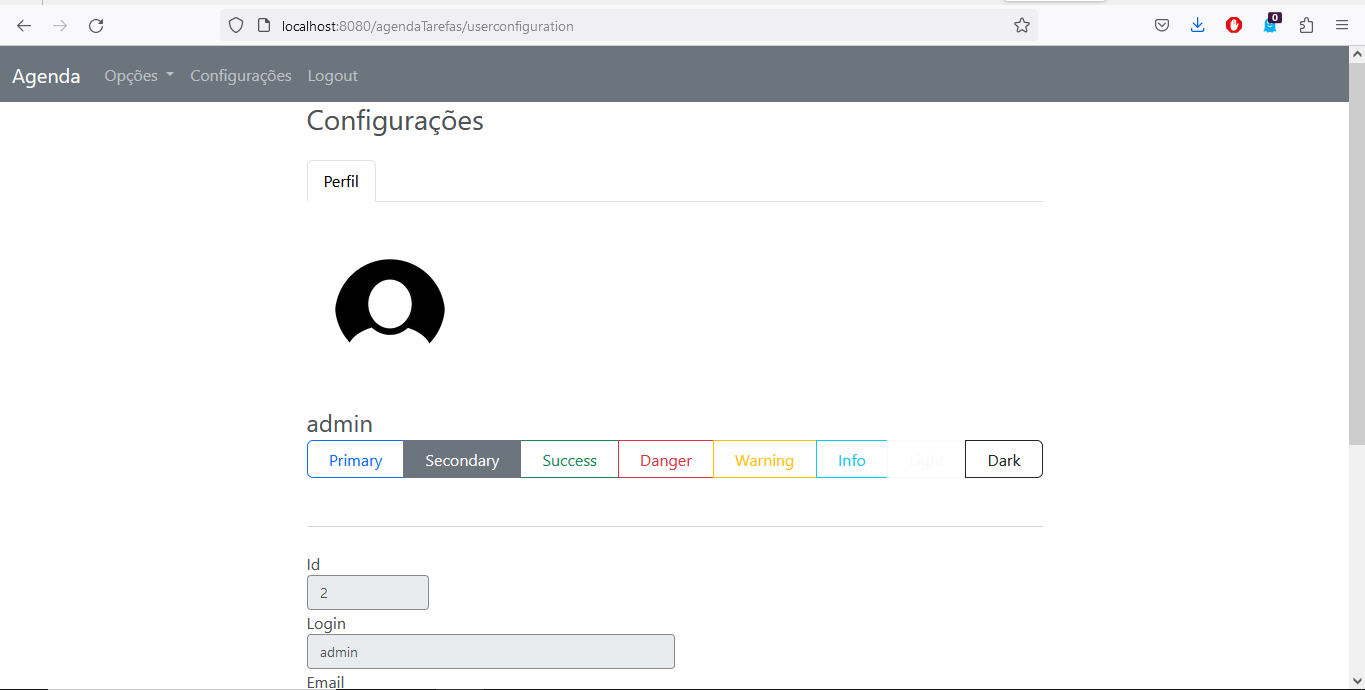 localhost:8080/agendaTarefas/userconfiguration
0
Agenda Opções Configurações Logout
Configurações
Perfil
admin
Primary Secondary Success Danger Warning Info Light Dark
Id
2
Login
admin
Email